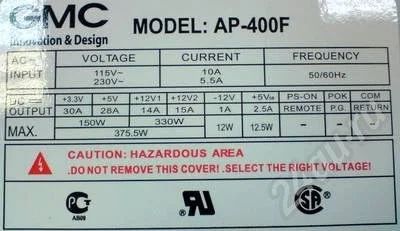 GMC
Innovation & Design
MODEL: AP-400F
AC~ INPUT VOLTAGE CURRENT FREQUENCY
115V~ 10A 50/60Hz
230V~ 5.5A
DC OUTPUT +3.3V +5V +12V1 +12V2 -12V +5Vsb PS-ON POK COM
30A 28A 14A 15A 1A 2.5A REMOTE P.G. RETURN
MAX. 150W 330W 12W 12.5W - - -
375.5W
CAUTION: HAZARDOUS AREA
.DO NOT REMOVE THIS COVER! .SELECT THE RIGHT VOLTAGE!